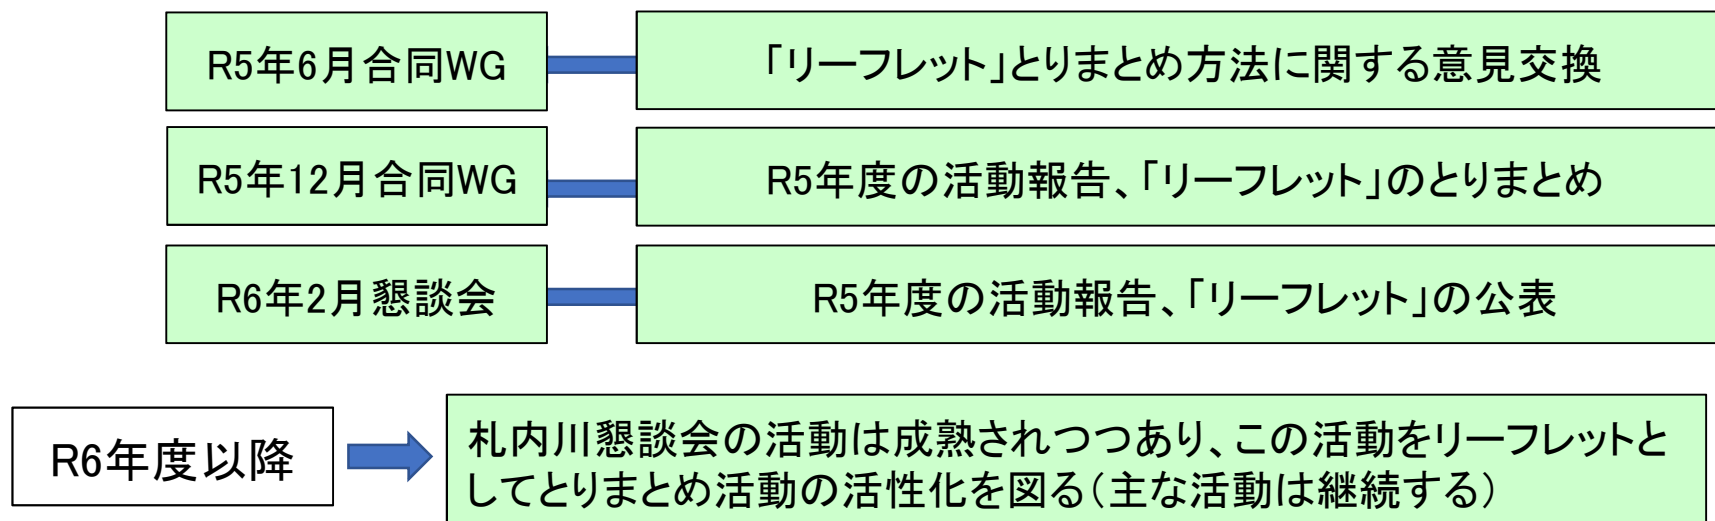 R5年6月合同WG
「リーフレット」とりまとめ方法に関する意見交換
R5年12月合同WG
R5年度の活動報告、「リーフレット」のとりまとめ
R6年2月懇談会
R5年度の活動報告、「リーフレット」の公表
R6年度以降
札内川懇談会の活動は成熟されつつあり、この活動をリーフレットと
してとりまとめ活動の活性化を図る(主な活動は継続する)